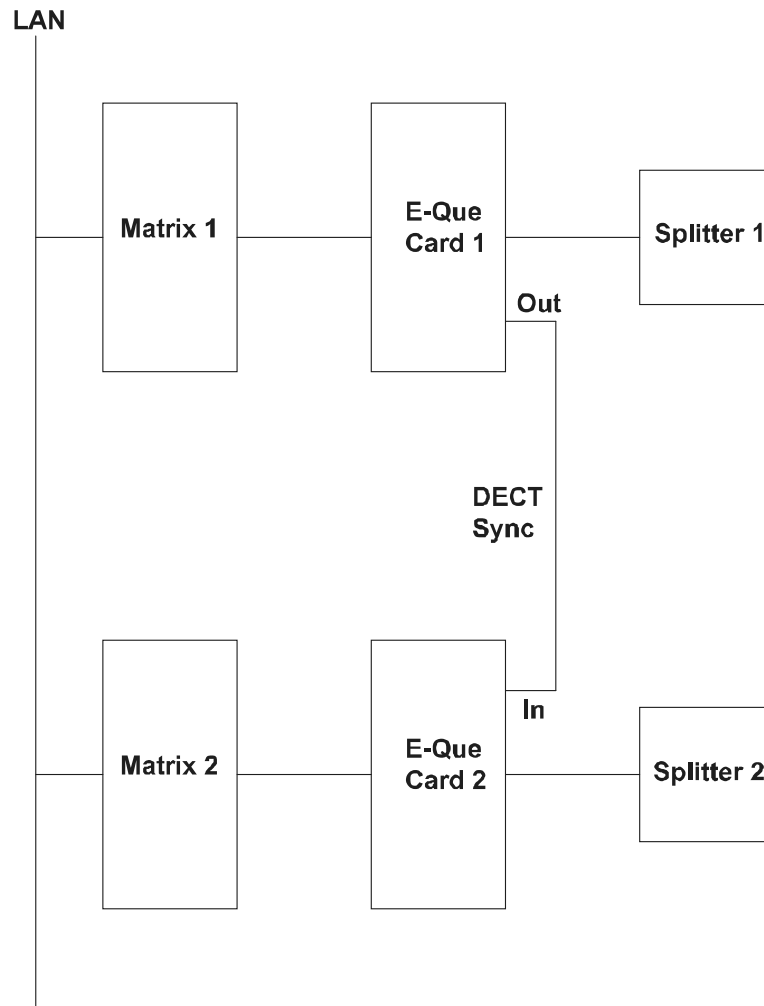 LAN
Matrix 1
E-Que
Card 1
Splitter 1
Out
DECT
Sync
In
Matrix 2
E-Que
Card 2
Splitter 2